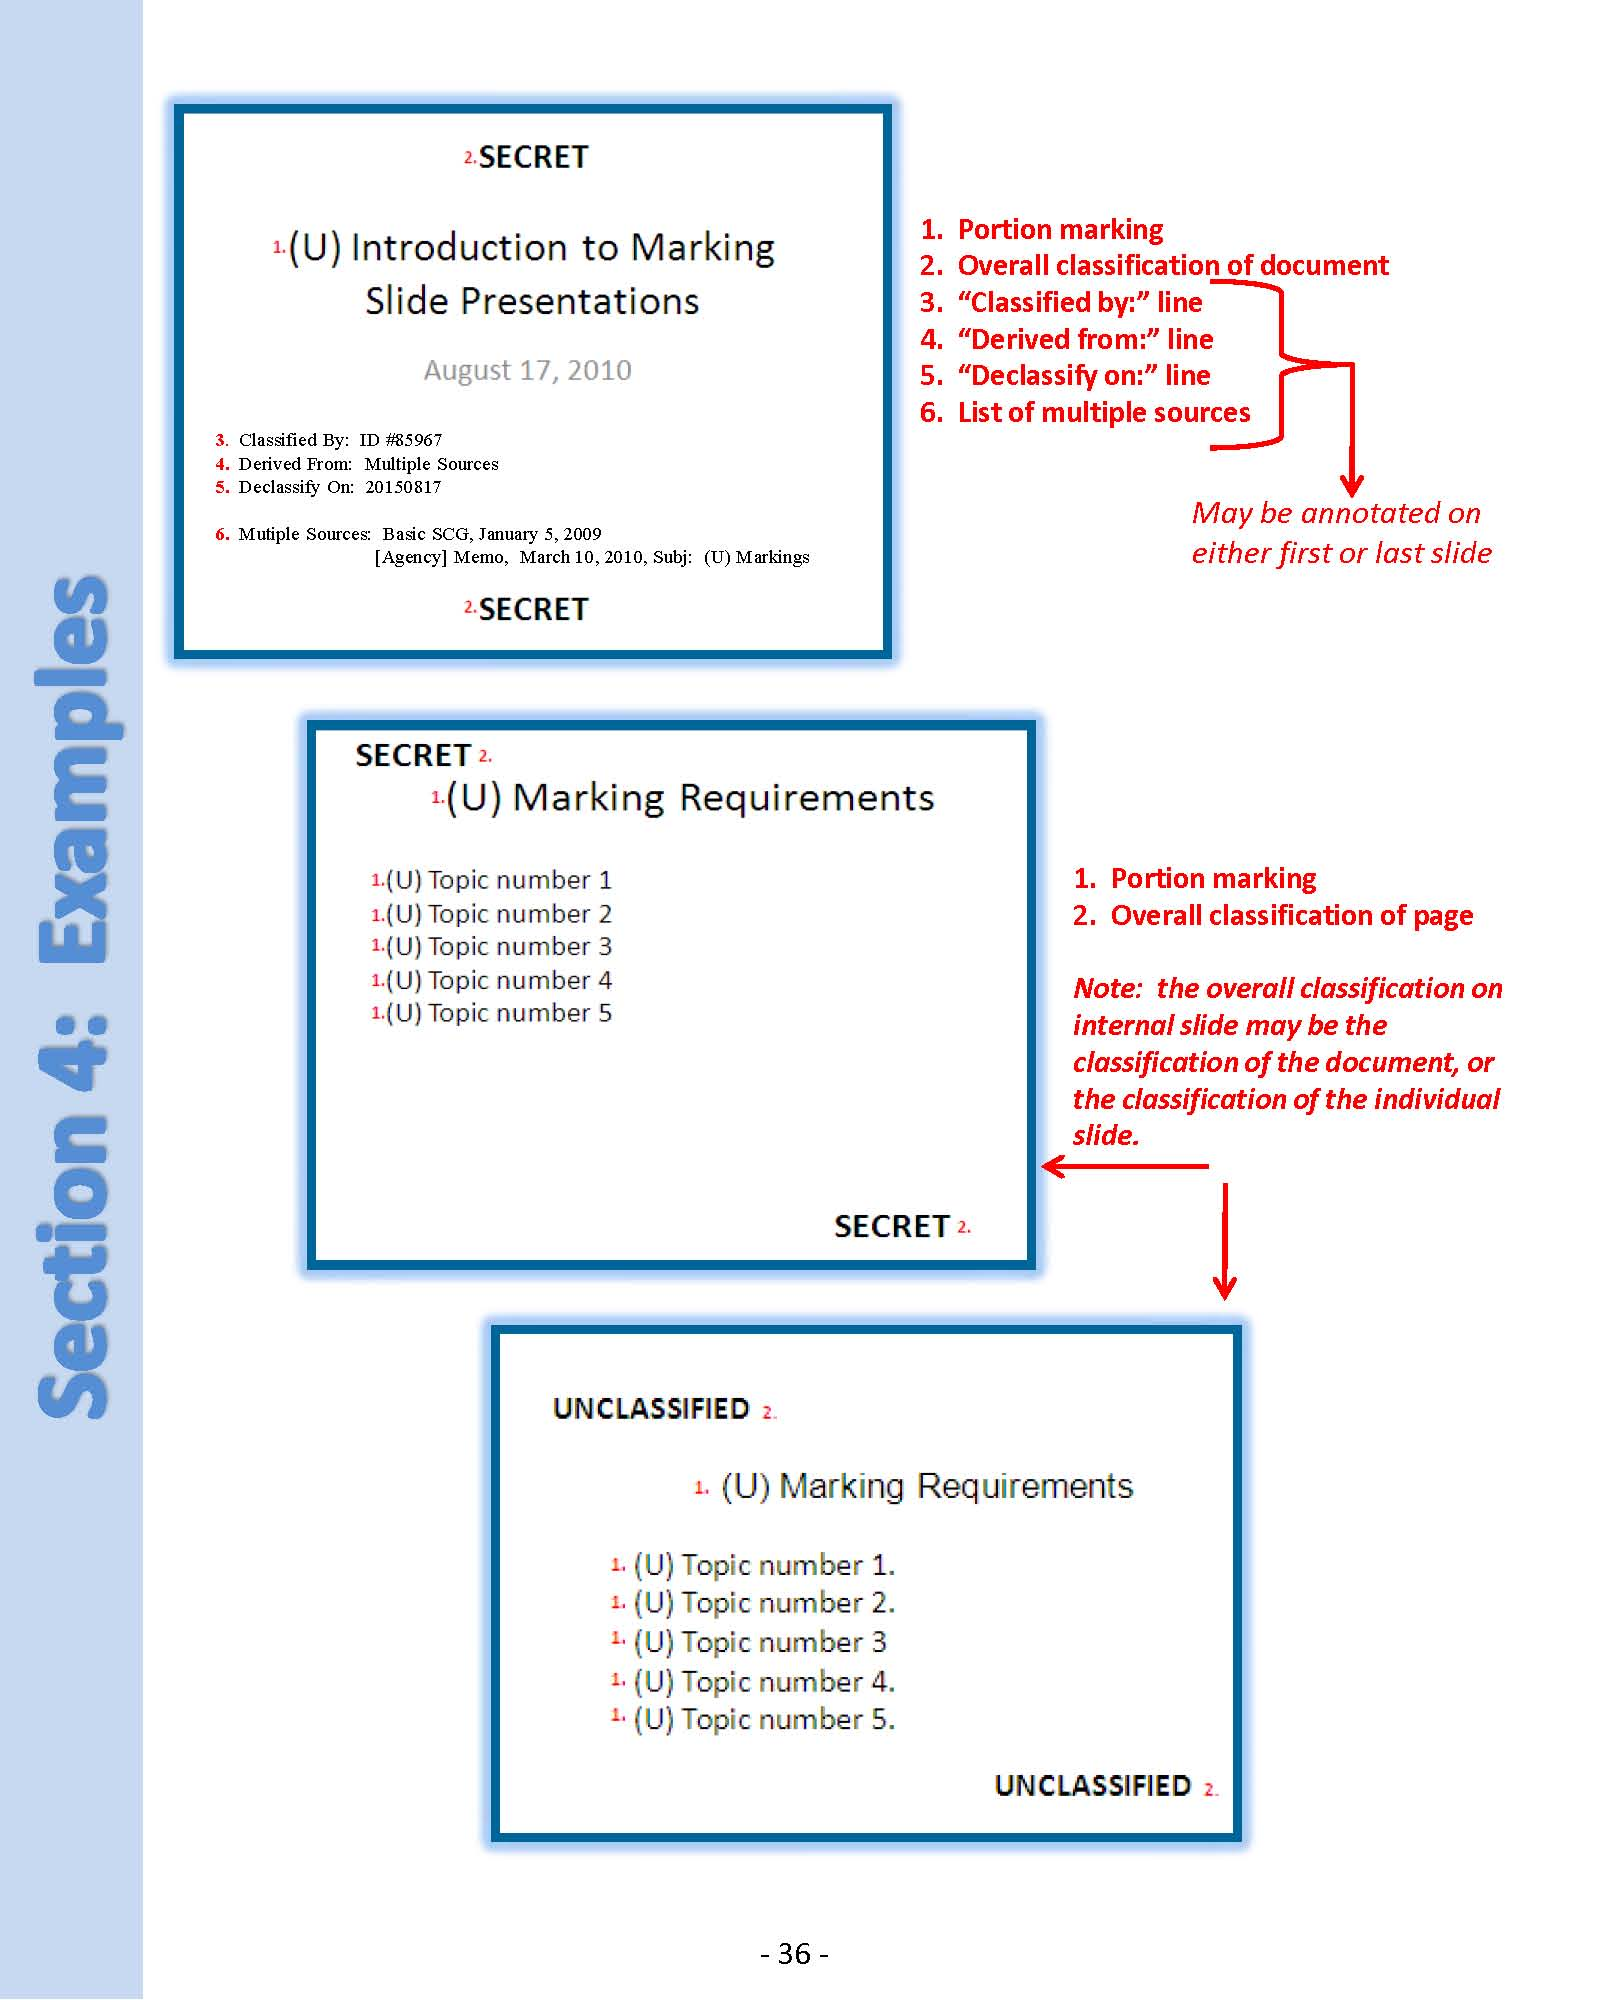 Section 4: Examples
2. SECRET
1. (U) Introduction to Marking
Slide Presentations
August 17, 2010
3. Classified By: ID #85967
4. Derived From: Multiple Sources
5. Declassify On: 20150817
6. Mutiple Sources: Basic SCG, January 5, 2009
[Agency] Memo, March 10, 2010, Subj: (U) Markings
2. SECRET
1. Portion marking
2. Overall classification of document
3. “Classified by:” line
4. “Derived from:” line
5. “Declassify on:” line
6. List of multiple sources
May be annotated on
either first or last slide
SECRET 2.
1. (U) Marking Requirements
1. (U) Topic number 1
1. (U) Topic number 2
1. (U) Topic number 3
1. (U) Topic number 4
1. (U) Topic number 5
SECRET 2.
1. Portion marking
2. Overall classification of page
Note: the overall classification on
internal slide may be the
classification of the document, or
the classification of the individual
slide.
UNCLASSIFIED 2.
1. (U) Marking Requirements
1. (U) Topic number 1.
1. (U) Topic number 2.
1. (U) Topic number 3
1. (U) Topic number 4.
1. (U) Topic number 5.
UNCLASSIFIED 2.
- 36 -